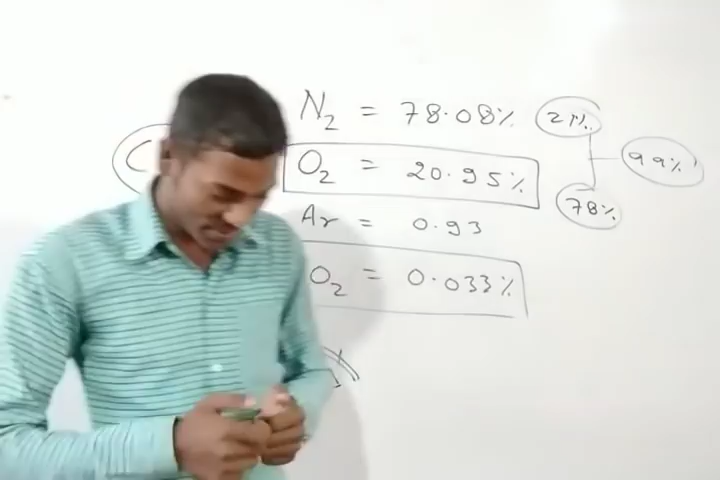 N₂ = 78.08% 21%
O₂ = 20.95% 99%
Ar = 0.93 78%
O₂ = 0.033%